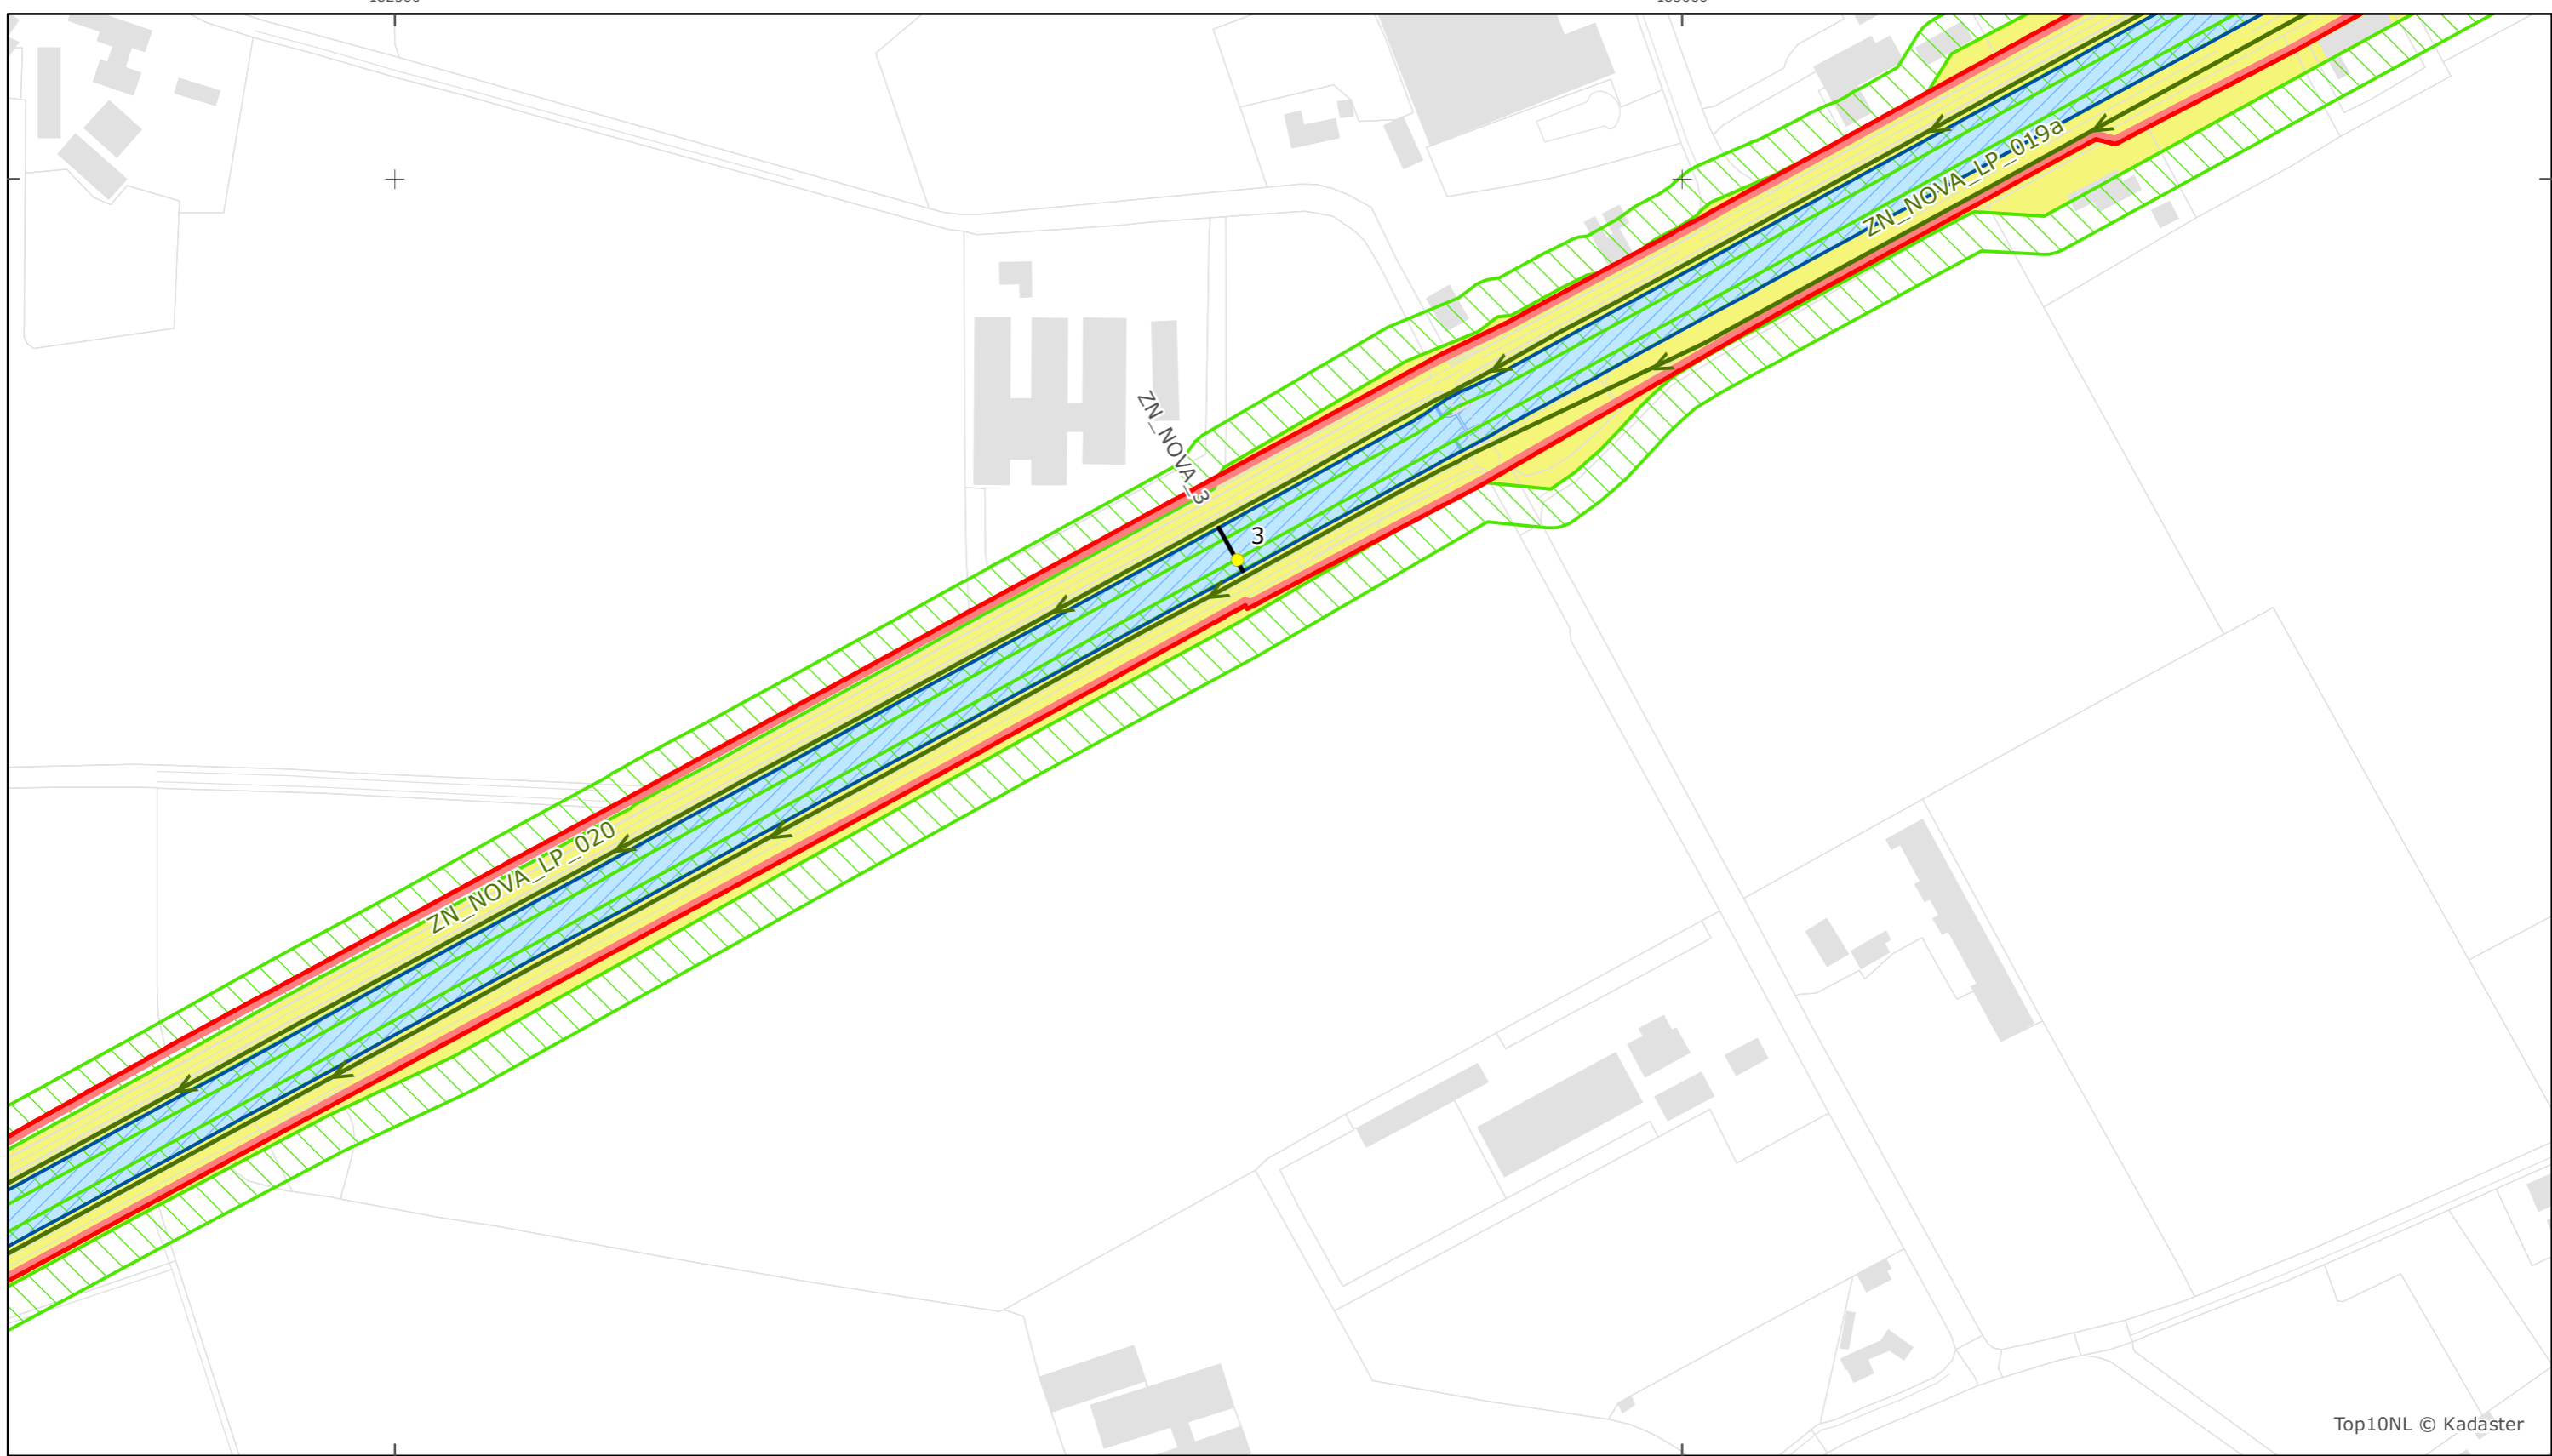 ZN_NOVA_LP_019a
ZN_NOVA_3
3
ZN_NOVA_LP_020
Top10NL © Kadaster